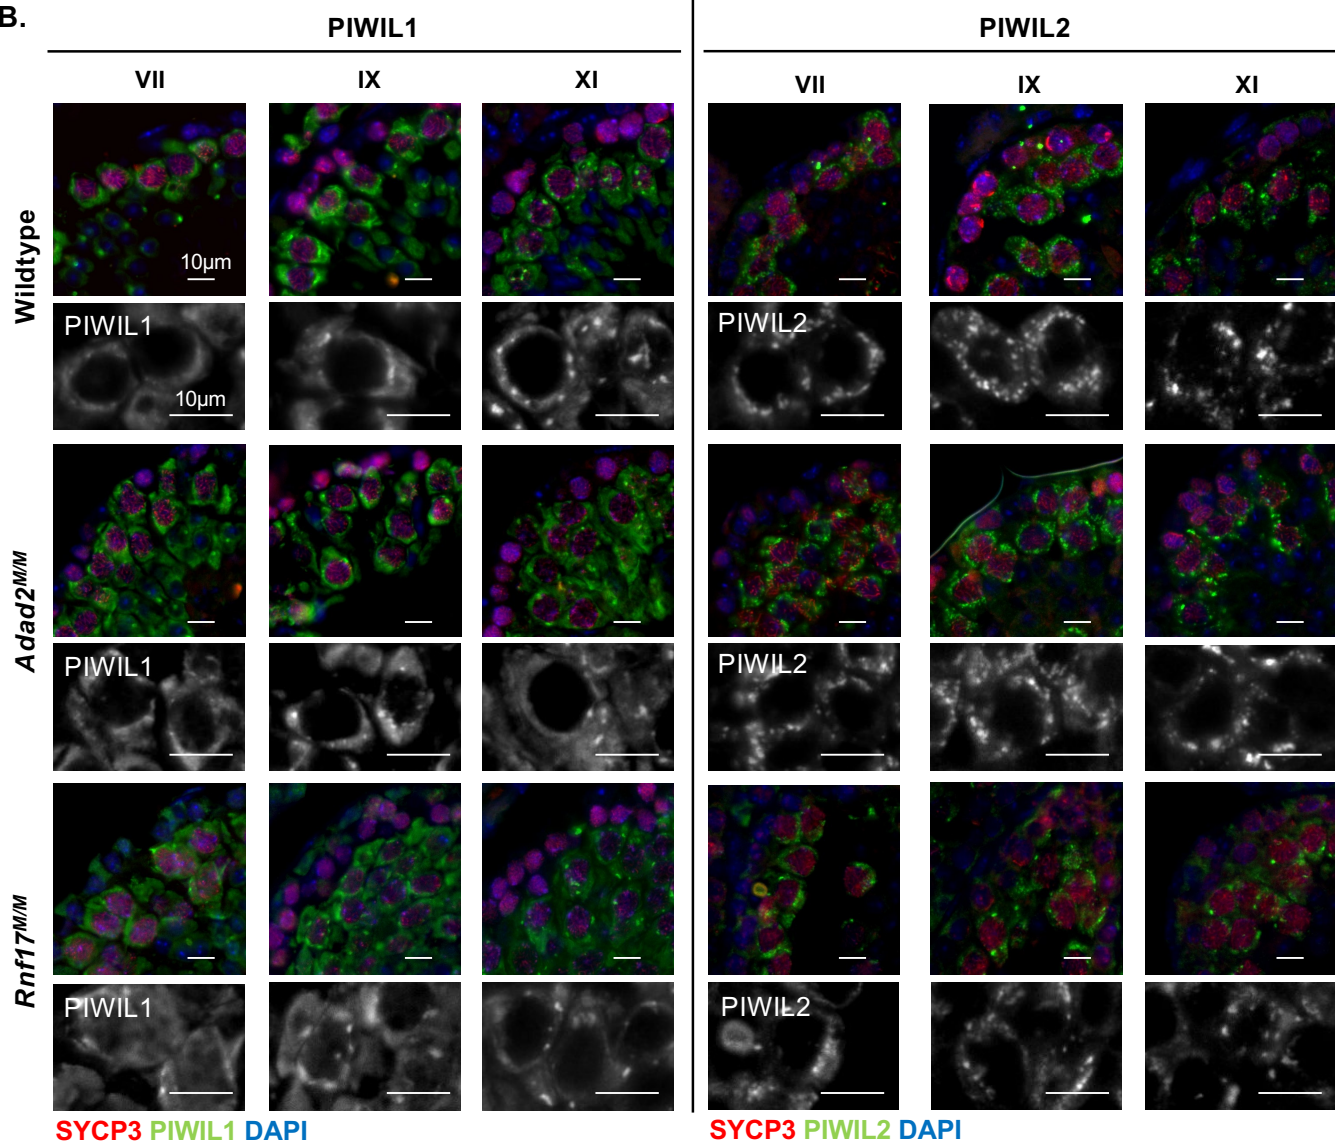 B.
PIWIL1 PIWIL2
VII IX XI VII IX XI
Wildtype
10µm
PIWIL1 PIWIL2
10µm
Adad2M/M
PIWIL1 PIWIL2
Rnf17M/M
PIWIL1 PIWIL2
SYCP3 PIWIL1 DAPI SYCP3 PIWIL2 DAPI